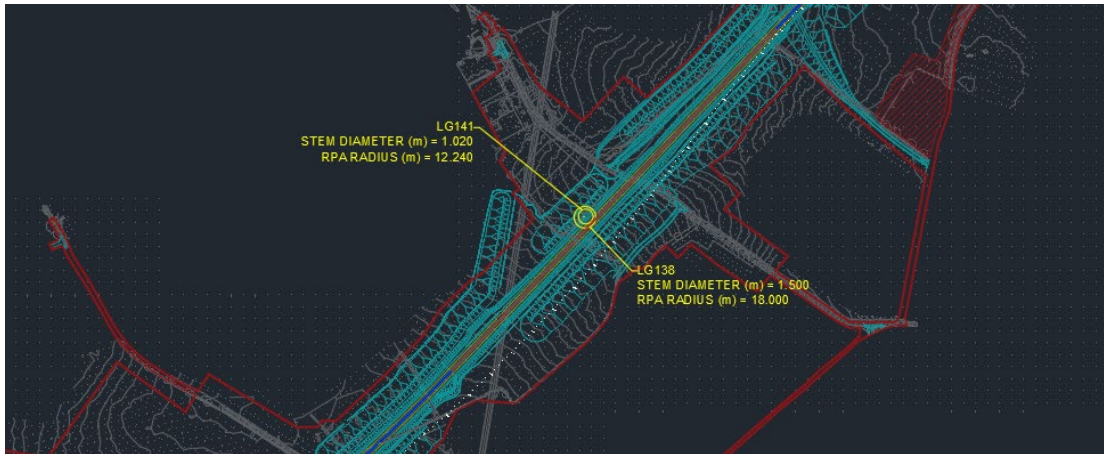 LG141
STEM DIAMETER (m) = 1.020
RPA RADIUS (m) = 12.240
LG138
STEM DIAMETER (m) = 1.500
RPA RADIUS (m) = 18.000